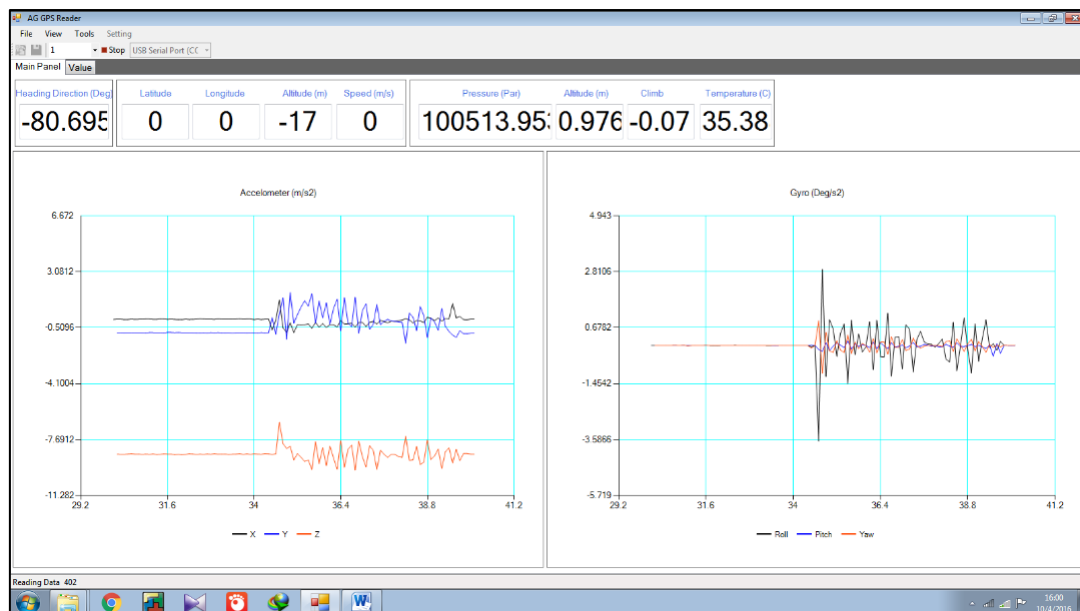 AG GPS Reader
File View Tools Setting
1 Stop USB Serial Port (CC
Main Panel Value
Heading Direction (Deg) Latitude Longitude Altitude (m) Speed (m/s) Pressure (Par) Altitude (m) Climb Temperature (C)
-80.695 0 0 -17 0 100513.953 0.976 -0.07 35.38
Accelometer (m/s2)
6.672
3.0812
-0.5096
-4.1004
-7.6912
-11.282
29.2 31.6 34 36.4 38.8 41.2
X Y Z
Gyro (Deg/s2)
4.943
2.8106
0.6782
-1.4542
-3.5866
-5.719
29.2 31.6 34 36.4 38.8 41.2
Roll Pitch Yaw
Reading Data 402
16:00
10/4/2016